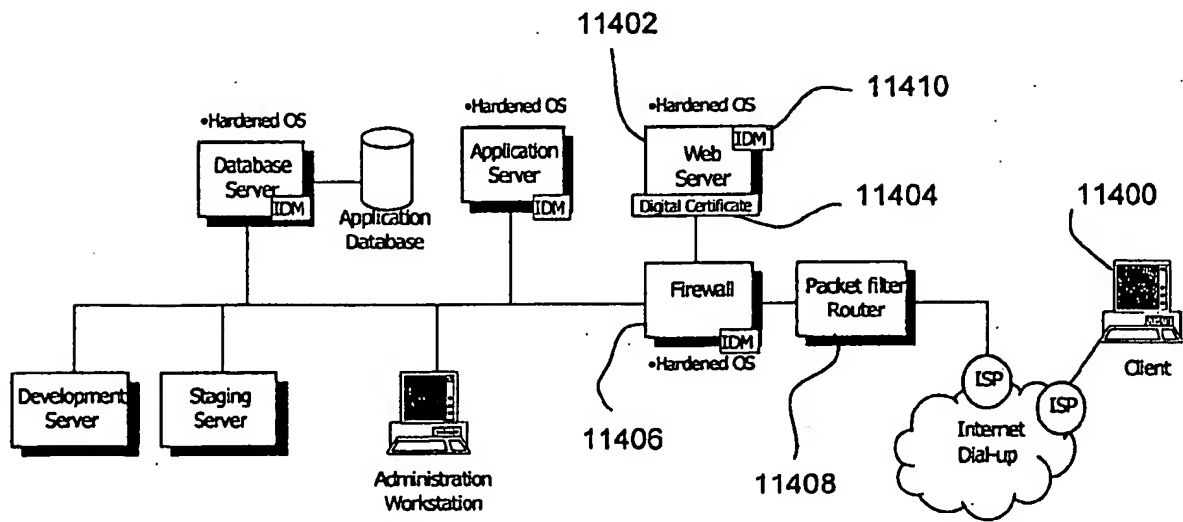 11402
•Hardened OS
Database
Server
IDM
Application
Database
•Hardened OS
Application
Server
IDM
•Hardened OS
IDM
Web
Server
Digital Certificate
11410
11404
11400
Firewall
IDM
•Hardened OS
Packet filter
Router
Client
Development
Server
Staging
Server
Administration
Workstation
11406
11408
ISP
ISP
Internet
Dial-up